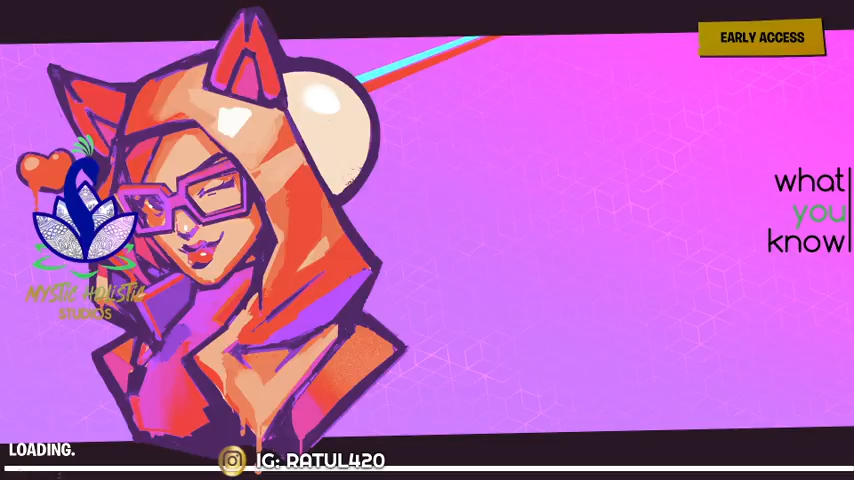 EARLY ACCESS
what
you
know
MYSTIC HOLISTIC
STUDIOS
LOADING.
IG: RATUL420